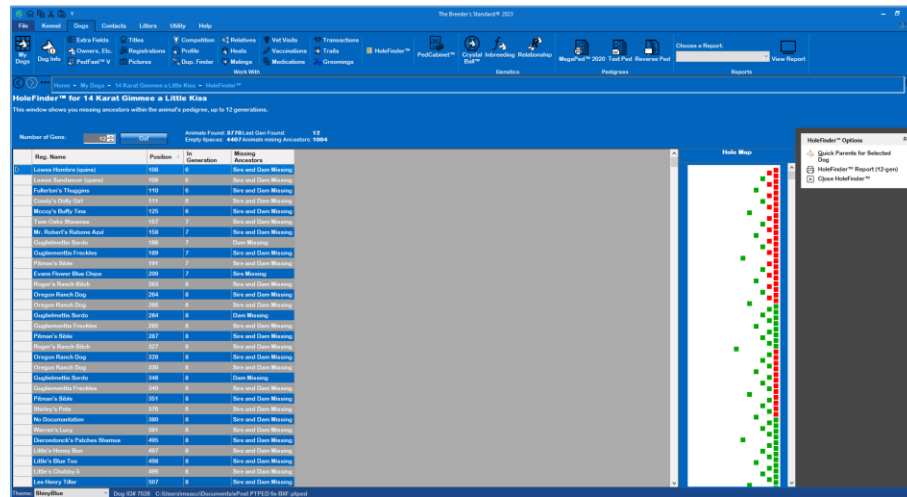 The Breeder's Standard® 2023
File Kennel Dogs Contacts Litters Utility Help
My Dogs
Dog Info
Extra Fields
Owners, Etc.
PedFast™ V
Titles
Registrations
Pictures
Competition
Profile
Dup. Finder
Relatives
Hosts
Matings
Vet Visits
Vaccinations
Medications
Transactions
Traits
Groomings
HoleFinder™
PedCabinet™
Crystal Ball™
Inbreeding
Relationship
MegaPed™ 2020
Test Ped
Reverse Ped
Choose a Report:
View Report
Work With
Genetics
Pedigrees
Reports
Home - My Dogs - 14 Karat Gimmee a Little Kiss - HoleFinder™
HoleFinder™ for 14 Karat Gimmee a Little Kiss
This window shows you missing ancestors within the animal's pedigree, up to 12 generations.
Number of Gens: 12 Go!
Animals Found: 3778 Last Gen Found: 12
Empty Spaces: 4407 Animals missing Ancestors: 1004
Reg. Name Position In Generation Missing Ancestors
Lowes Hombre (quins) 108 6 Sire and Dam Missing
Lowes Sundancer (quins) 109 6 Sire and Dam Missing
Fullerton's Thuggins 110 6 Sire and Dam Missing
Condy's Dolly Girl 111 6 Sire and Dam Missing
Mccoy's Buffy Tina 125 6 Sire and Dam Missing
Twin Oaks Shawnee 157 7 Sire and Dam Missing
Mr. Robert's Rabons Azul 158 7 Sire and Dam Missing
Guglielmettis Sordo 188 7 Dam Missing
Gugliementtis Freckles 189 7 Sire and Dam Missing
Pitman's Sible 191 7 Sire and Dam Missing
Evans Flower Blue Chips 209 7 Sire Missing
Roger's Ranch Bitch 263 8 Sire and Dam Missing
Oregon Ranch Dog 264 8 Sire and Dam Missing
Oregon Ranch Dog 266 8 Sire and Dam Missing
Guglielmettis Sordo 284 8 Dam Missing
Gugliementtis Freckles 285 8 Sire and Dam Missing
Pitman's Sible 287 8 Sire and Dam Missing
Roger's Ranch Bitch 327 8 Sire and Dam Missing
Oregon Ranch Dog 328 8 Sire and Dam Missing
Oregon Ranch Dog 330 8 Sire and Dam Missing
Guglielmettis Sordo 348 8 Dam Missing
Gugliementtis Freckles 349 8 Sire and Dam Missing
Pitman's Sible 351 8 Sire and Dam Missing
Shirley's Pete 376 8 Sire and Dam Missing
No Documantation 380 8 Sire and Dam Missing
Warren's Lucy 381 8 Sire and Dam Missing
Dierondonck's Patches Shamus 495 8 Sire and Dam Missing
Little's Honey Bun 497 8 Sire and Dam Missing
Little's Blue Too 498 8 Sire and Dam Missing
Little's Chubby Ii 499 8 Sire and Dam Missing
Lee Henry Tiller 507 8 Sire and Dam Missing
Hole Map
HoleFinder™ Options
Quick Parents for Selected Dog
HoleFinder™ Report (12-gen)
Close HoleFinder™
Theme: ShinyBlue Dog ID# 7526